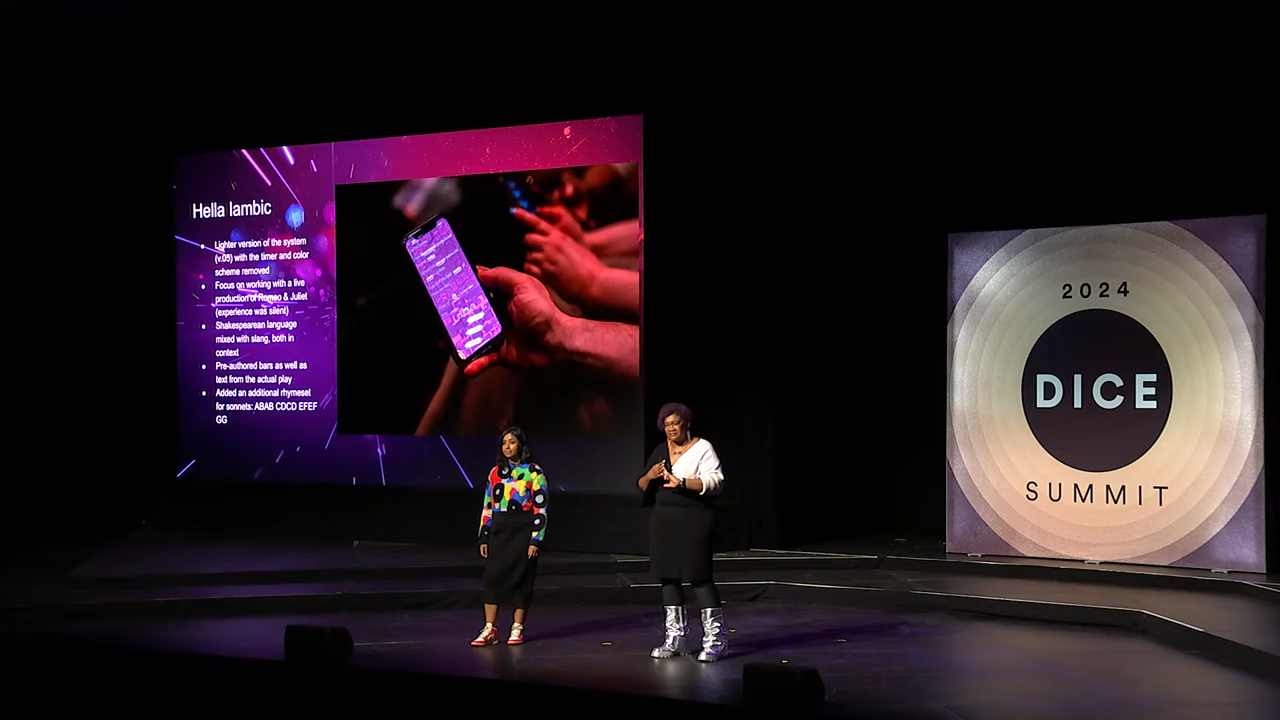 Hella Iambic
Lighter version of the system
(v.05) with the timer and color
scheme removed
Focus on working with a live
production of Romeo & Juliet
(experience was silent)
Shakespearean language
mixed with slang, both in
context
Pre-authored bars as well as
text from the actual play
Added an additional rhymeset
for sonnets: ABAB CDCD EFEF
GG
2024
DICE
SUMMIT